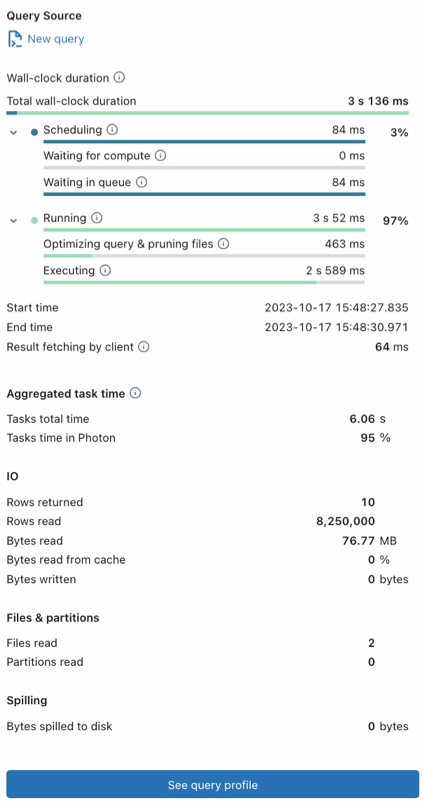 Query Source
New query
Wall-clock duration
Total wall-clock duration 3 s 136 ms
Scheduling 84 ms 3%
Waiting for compute 0 ms
Waiting in queue 84 ms
Running 3 s 52 ms 97%
Optimizing query & pruning files 463 ms
Executing 2 s 589 ms
Start time 2023-10-17 15:48:27.835
End time 2023-10-17 15:48:30.971
Result fetching by client 64 ms
Aggregated task time
Tasks total time 6.06 s
Tasks time in Photon 95 %
IO
Rows returned 10
Rows read 8,250,000
Bytes read 76.77 MB
Bytes read from cache 0 %
Bytes written 0 bytes
Files & partitions
Files read 2
Partitions read 0
Spilling
Bytes spilled to disk 0 bytes
See query profile